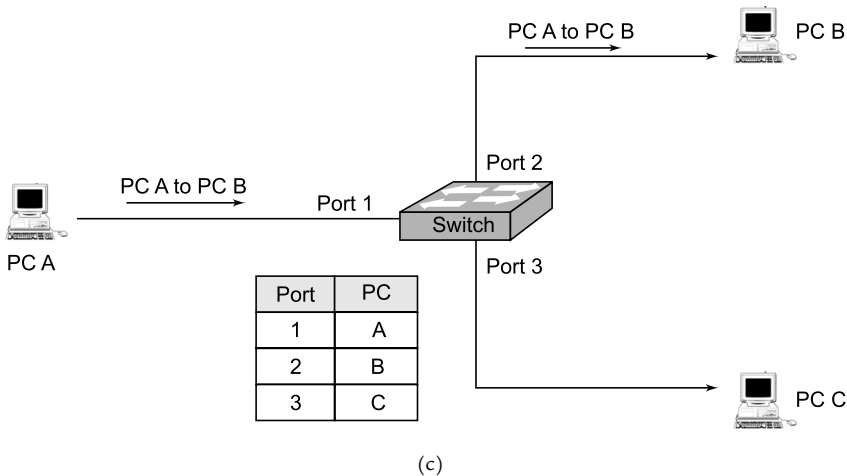 PC A to PC B
PC B
Port 2
PC A to PC B
Port 1
Switch
PC A
Port 3
Port PC
1 A
2 B
3 C
PC C
(c)